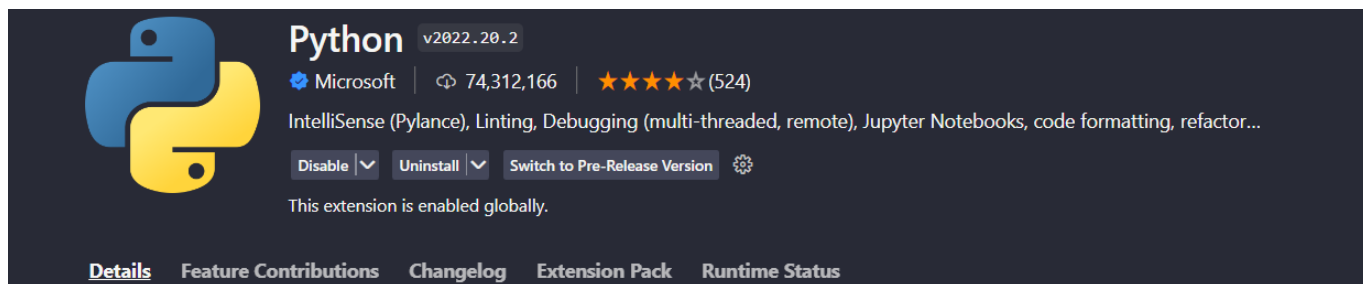 Python v2022.20.2
Microsoft 74,312,166 (524)
IntelliSense (Pylance), Linting, Debugging (multi-threaded, remote), Jupyter Notebooks, code formatting, refactor...
Disable Uninstall Switch to Pre-Release Version
This extension is enabled globally.
Details Feature Contributions Changelog Extension Pack Runtime Status